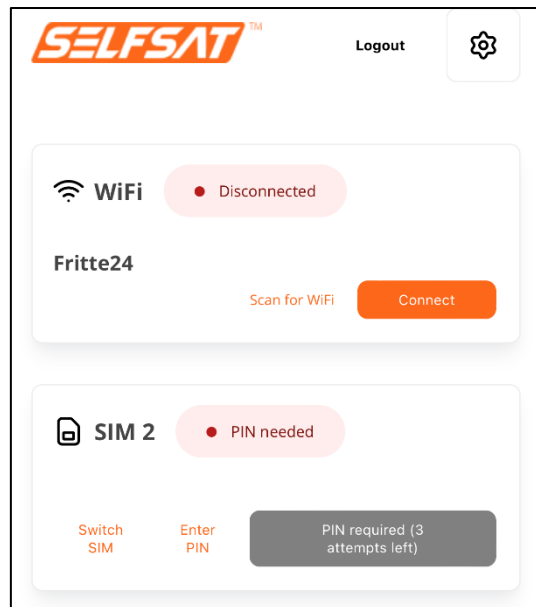 SELFSAT™
Logout
WiFi
Disconnected
Fritte24
Scan for WiFi
Connect
SIM 2
PIN needed
Switch
SIM
Enter
PIN
PIN required (3
attempts left)